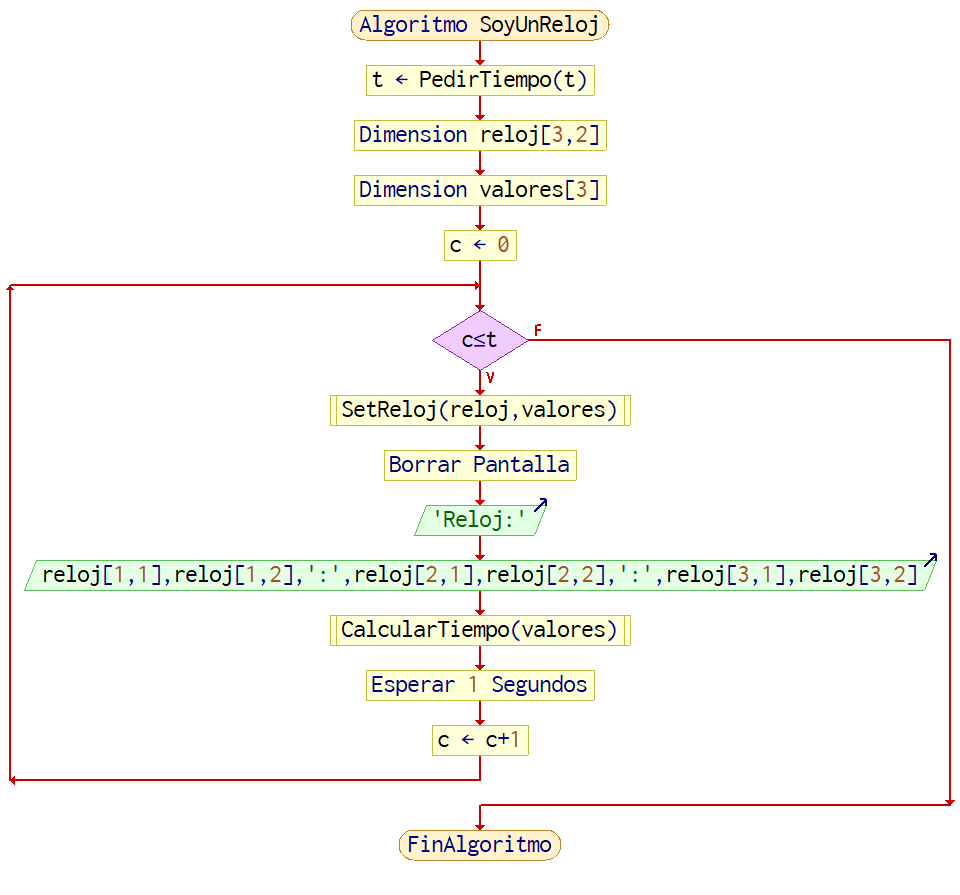 Algoritmo SoyUnReloj
t ← PedirTiempo(t)
Dimension reloj[3,2]
Dimension valores[3]
c ← 0
c≤t
F
V
SetReloj(reloj,valores)
Borrar Pantalla
'Reloj:'
reloj[1,1],reloj[1,2],':',reloj[2,1],reloj[2,2],':',reloj[3,1],reloj[3,2]
CalcularTiempo(valores)
Esperar 1 Segundos
c ← c+1
FinAlgoritmo